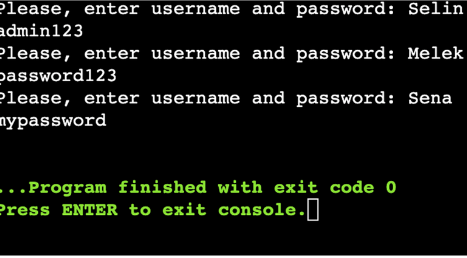 Please, enter username and password: Selin
admin123
Please, enter username and password: Melek
password123
Please, enter username and password: Sena
mypassword
...Program finished with exit code 0
Press ENTER to exit console.